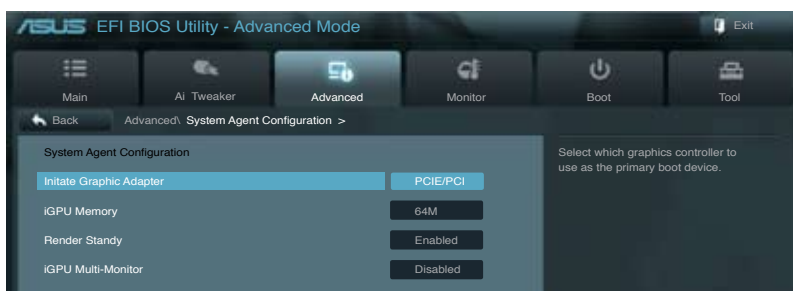 ASUS EFI BIOS Utility - Advanced Mode
Exit
Main
Ai Tweaker
Advanced
Monitor
Boot
Tool
Back
Advanced\ System Agent Configuration >
System Agent Configuration
Initate Graphic Adapter PCIE/PCI
iGPU Memory 64M
Render Standy Enabled
iGPU Multi-Monitor Disabled
Select which graphics controller to
use as the primary boot device.